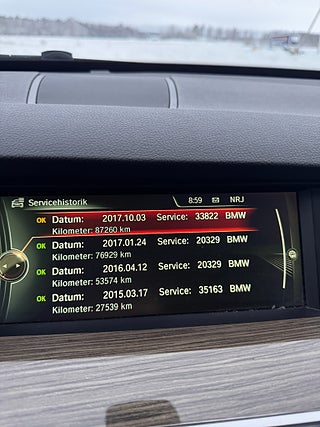 Servicehistorik 8:59 NRJ
OK Datum: 2017.10.03 Service: 33822 BMW
Kilometer: 87260 km
OK Datum: 2017.01.24 Service: 20329 BMW
Kilometer: 76929 km
OK Datum: 2016.04.12 Service: 20329 BMW
Kilometer: 53574 km
OK Datum: 2015.03.17 Service: 35163 BMW
Kilometer: 27539 km